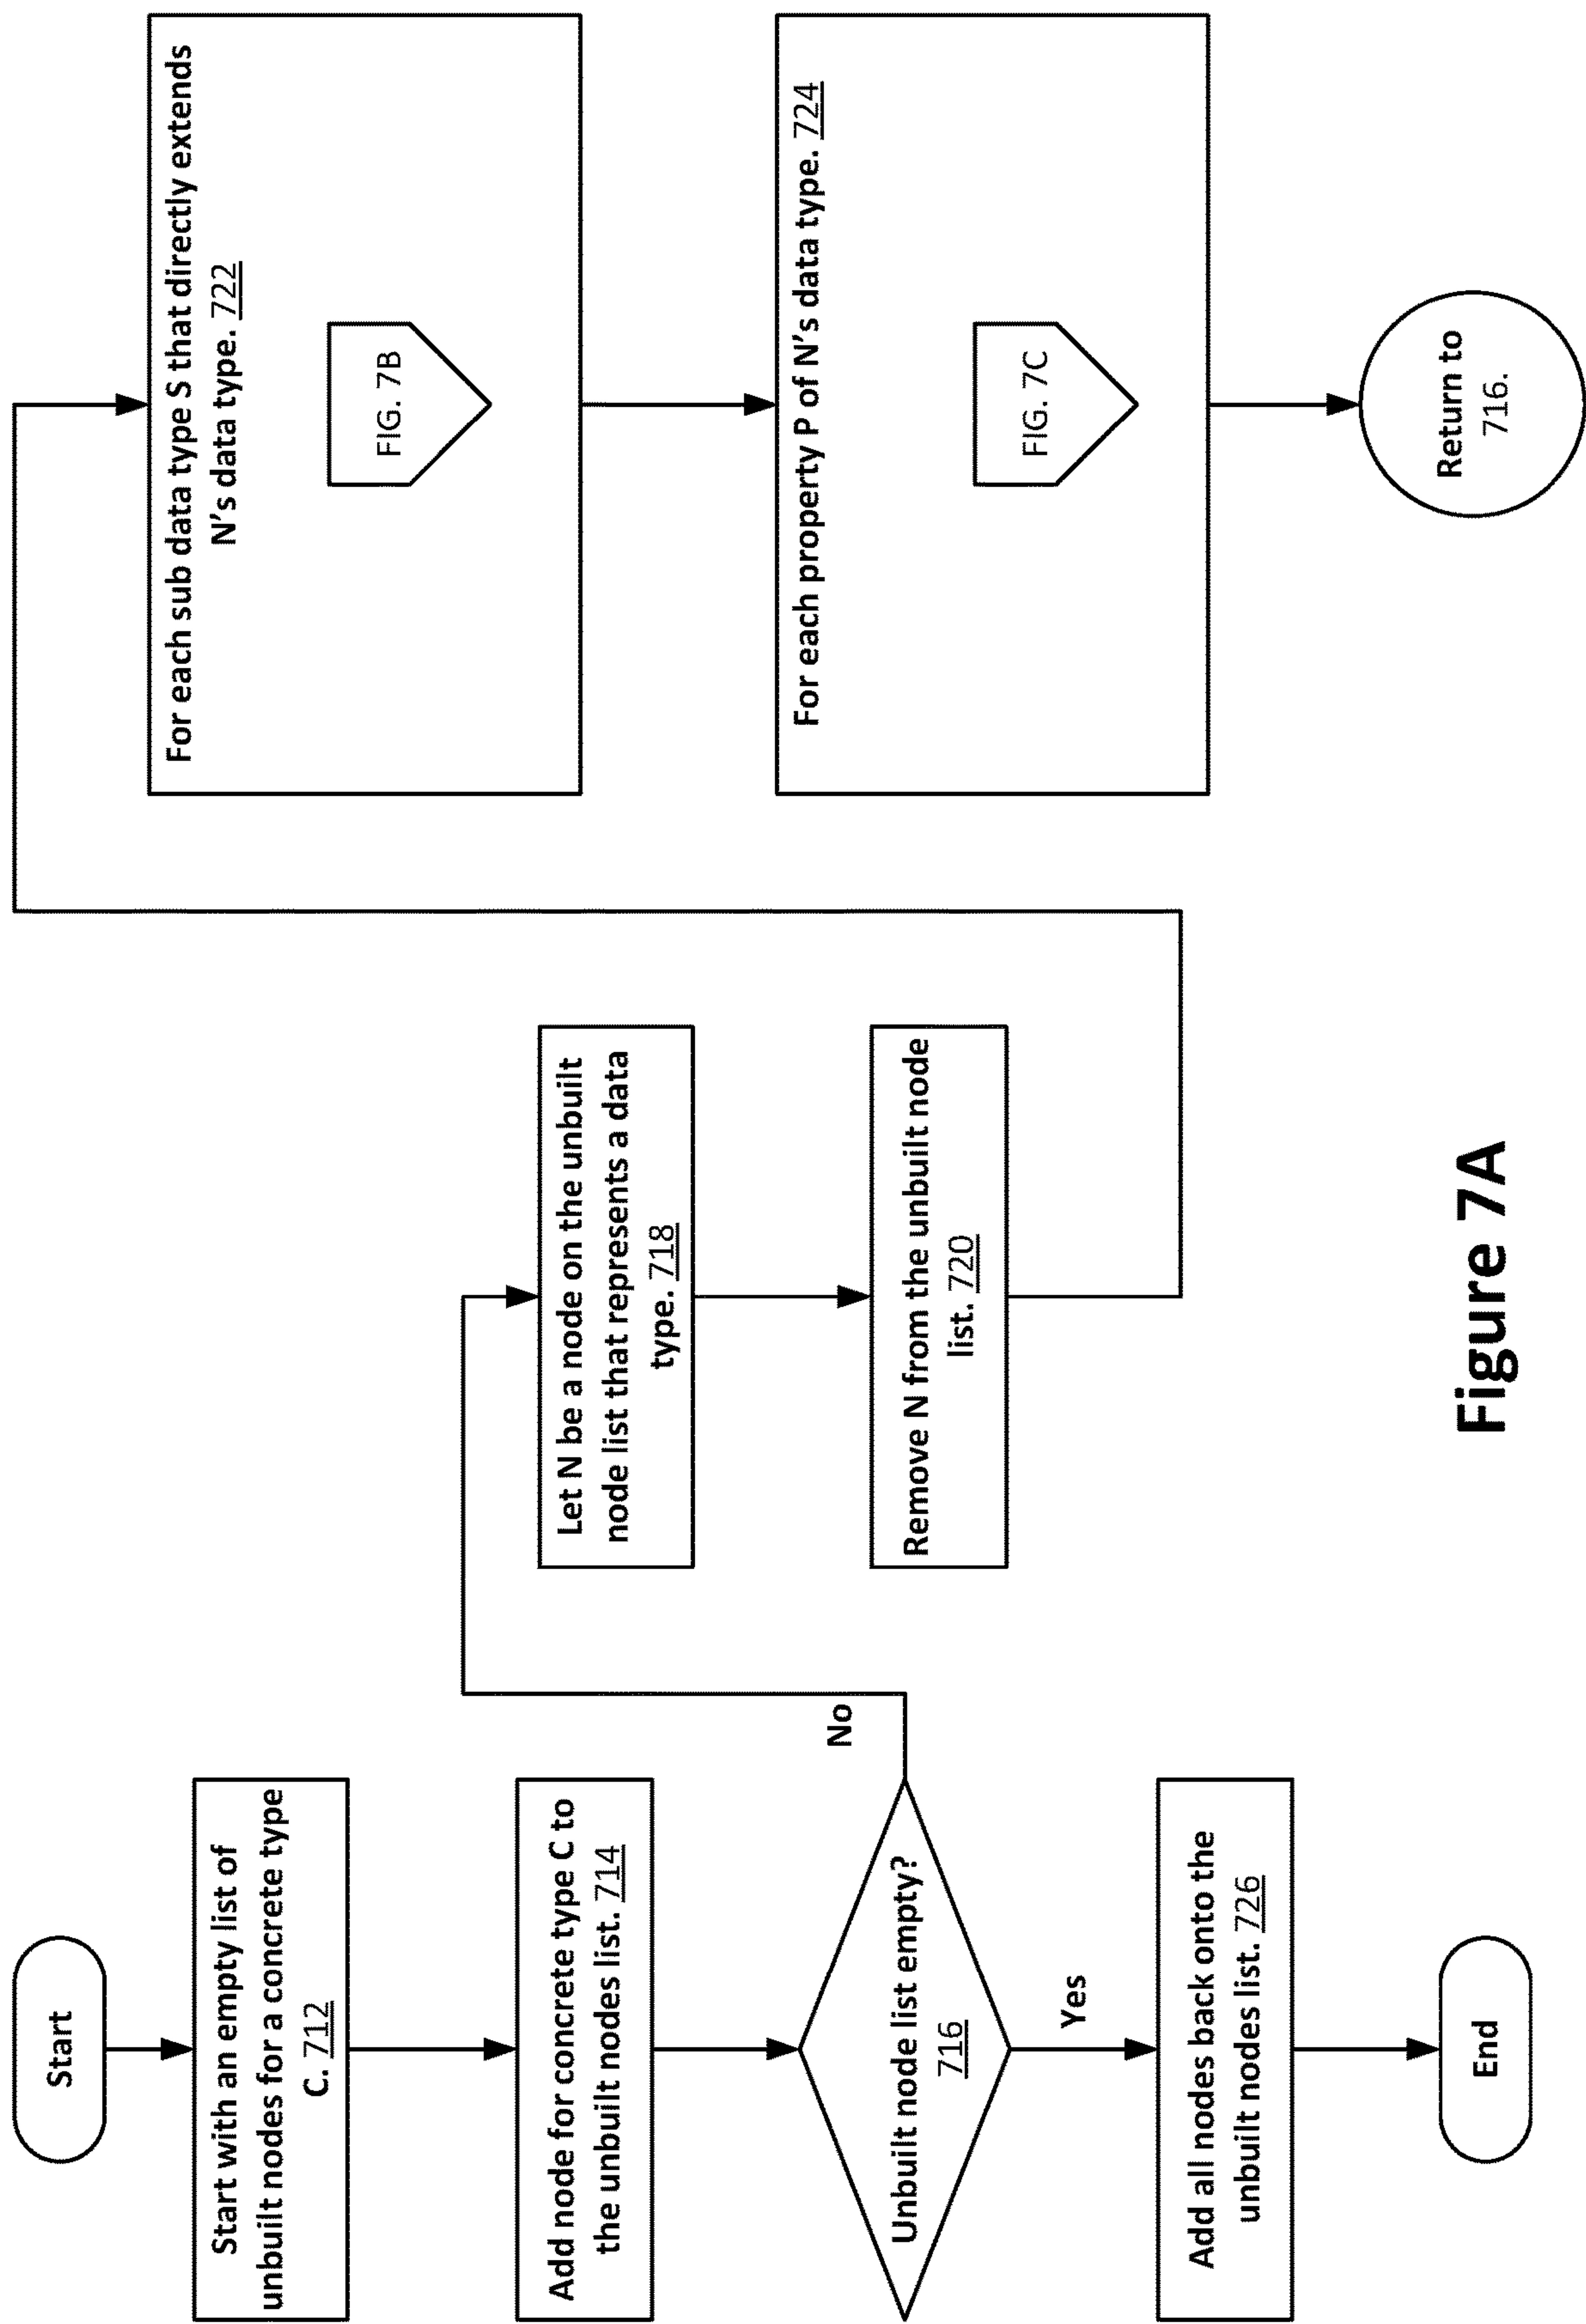 Start
Start with an empty list of
unbuilt nodes for a concrete type
C. 712
Add node for concrete type C to
the unbuilt nodes list. 714
Unbuilt node list empty?
716
No
Yes
Add all nodes back onto the
unbuilt nodes list. 726
End
Let N be a node on the unbuilt
node list that represents a data
type. 718
Remove N from the unbuilt node
list. 720
For each sub data type S that directly extends
N's data type. 722
FIG. 7B
For each property P of N's data type. 724
FIG. 7C
Return to
716.
Figure 7A